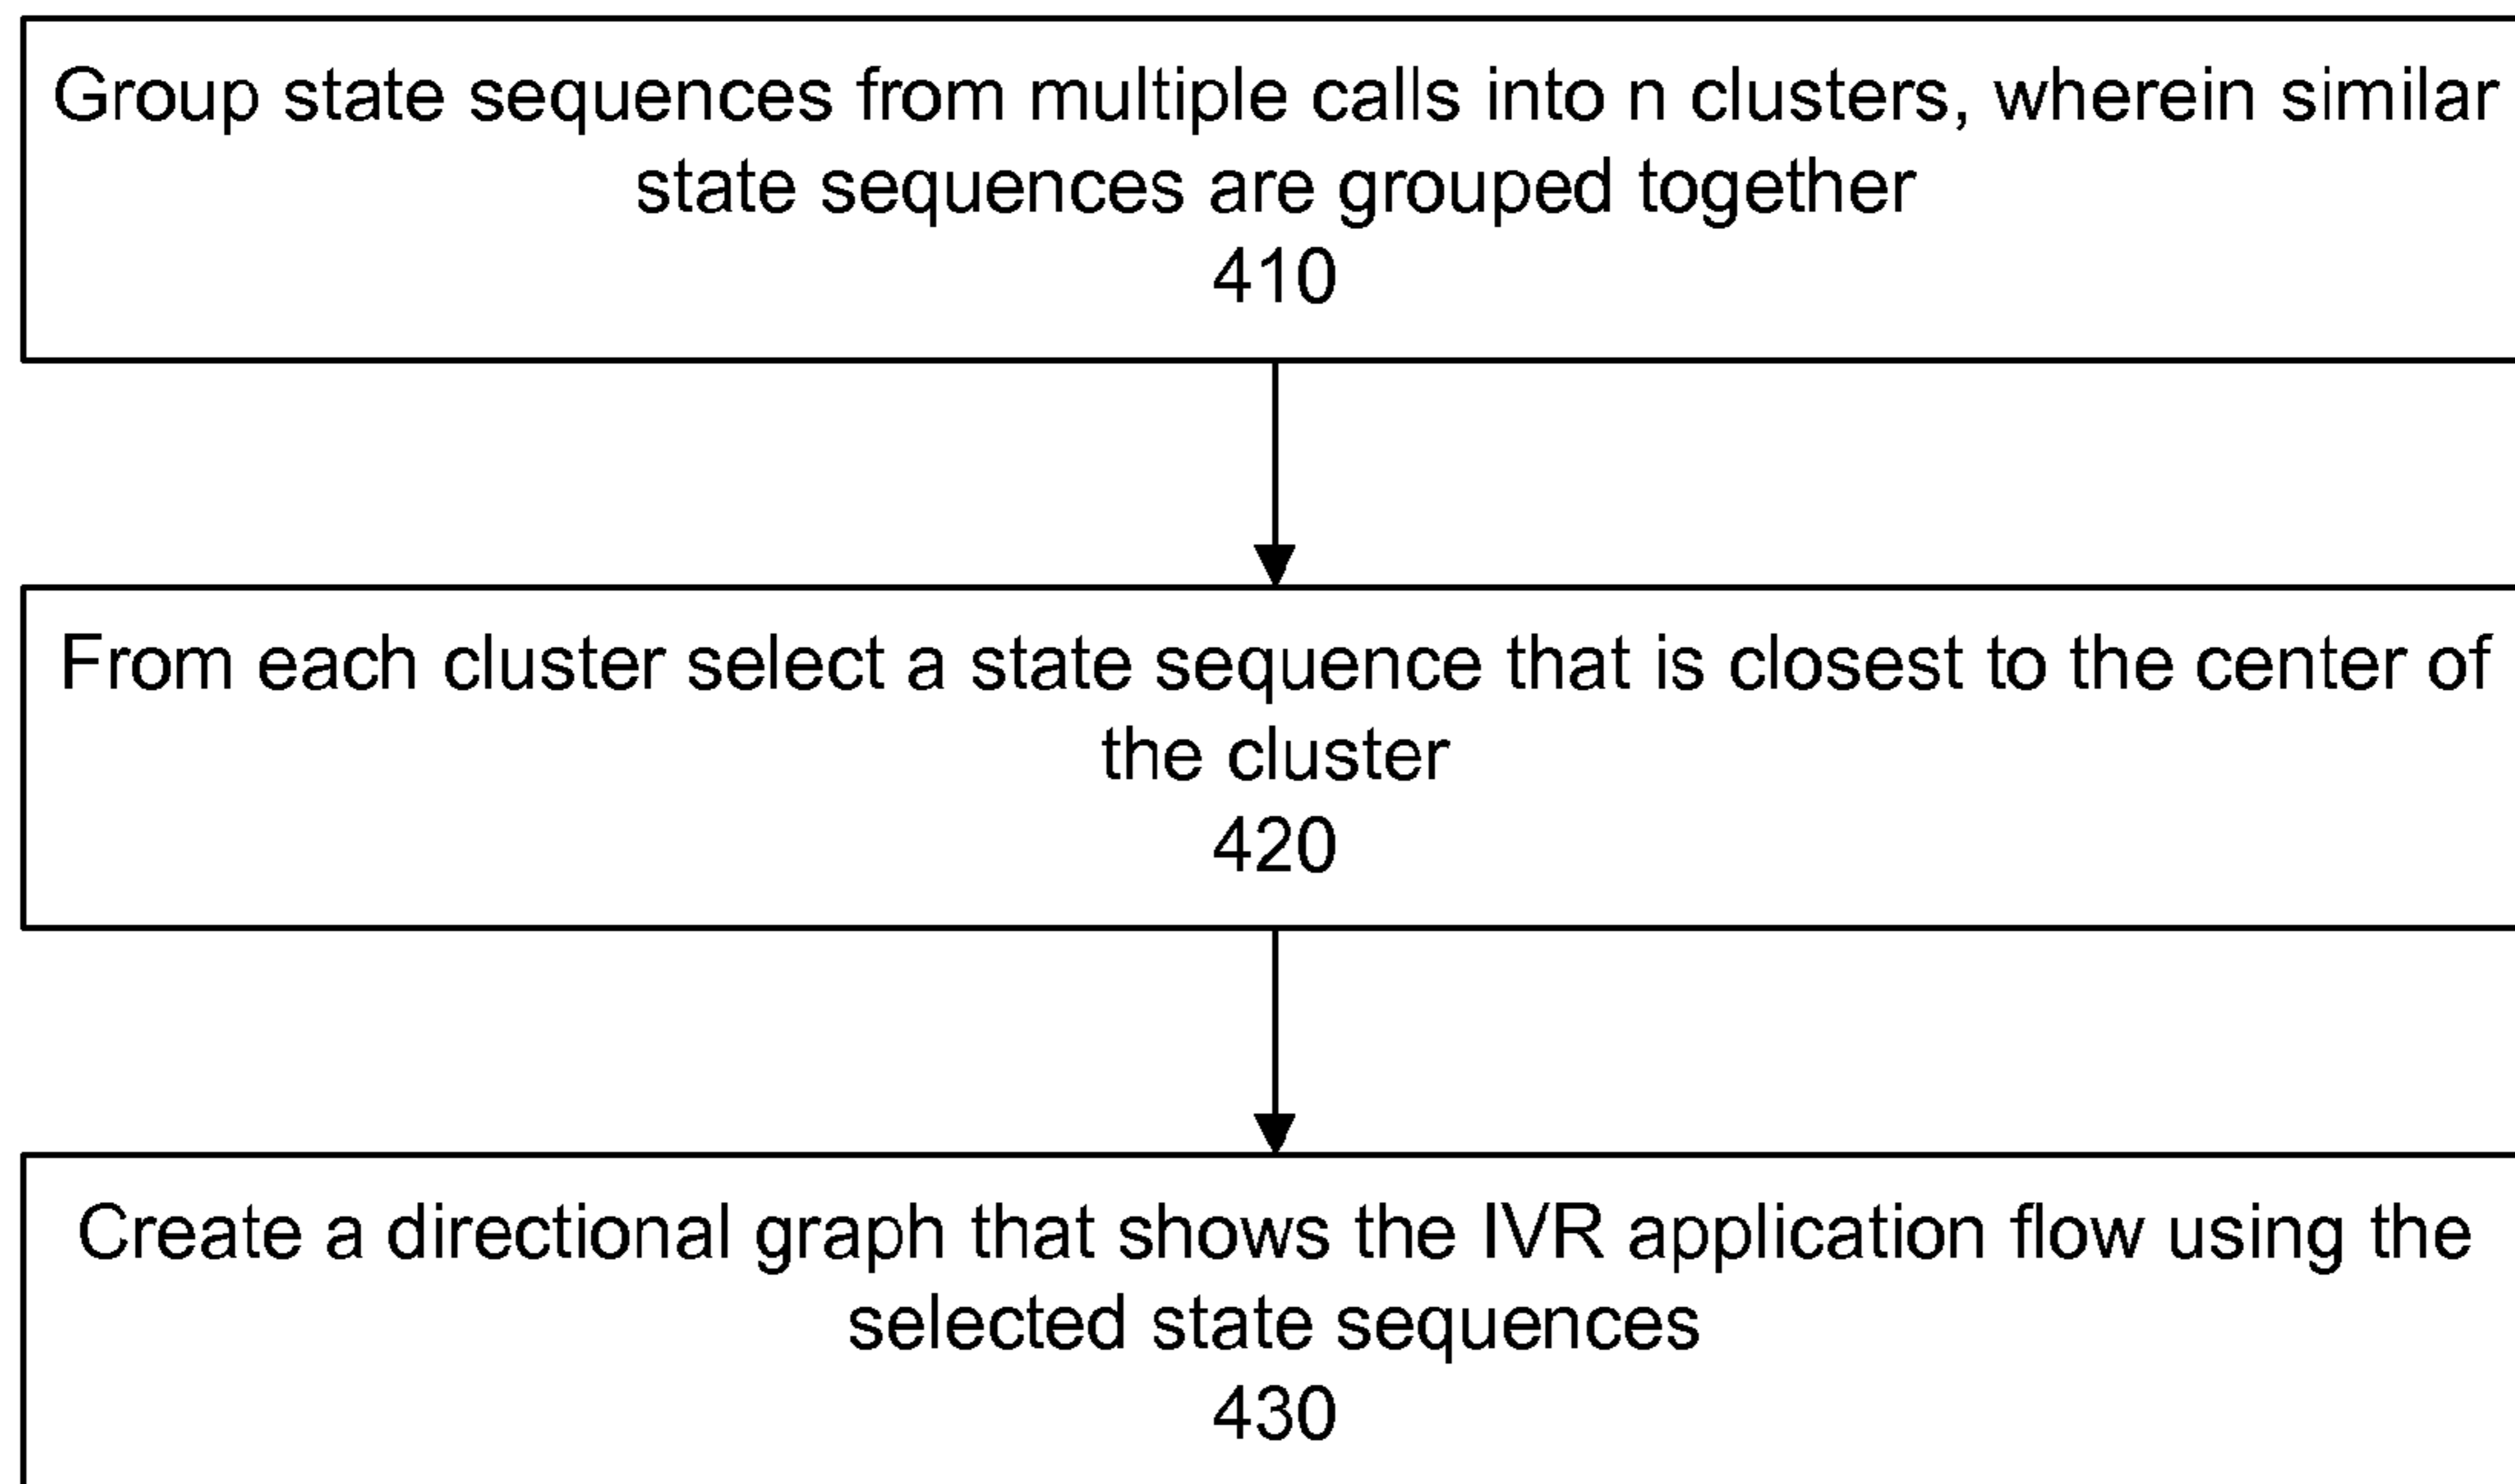 Group state sequences from multiple calls into n clusters, wherein similar
state sequences are grouped together
410
From each cluster select a state sequence that is closest to the center of
the cluster
420
Create a directional graph that shows the IVR application flow using the
selected state sequences
430